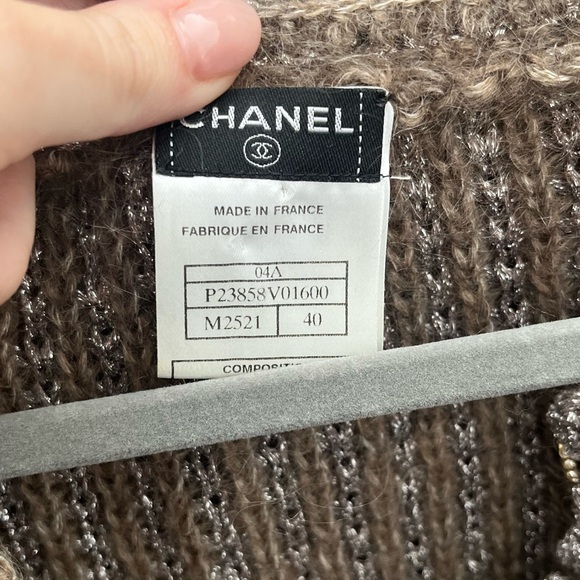 CHANEL
MADE IN FRANCE
FABRIQUE EN FRANCE
04A
P23858V01600
M2521 40